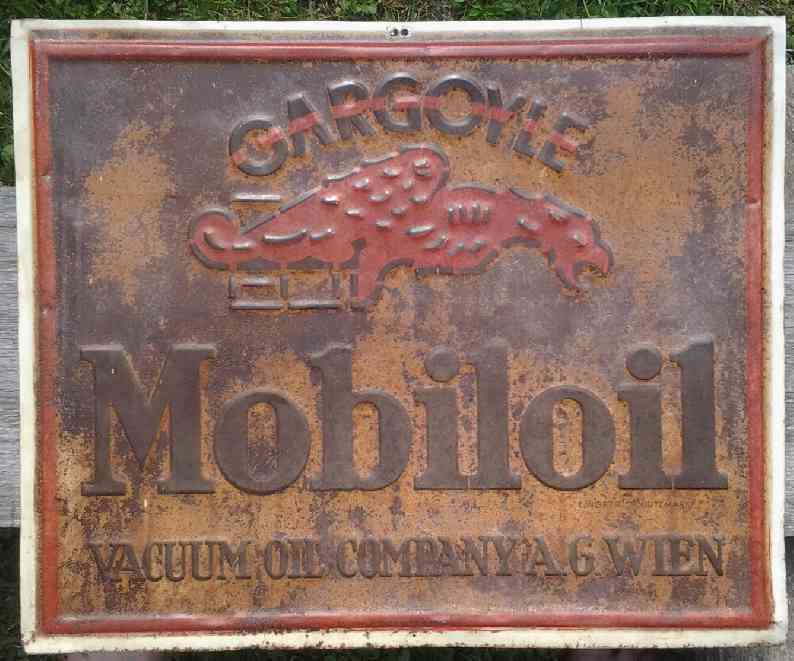 GARGOYLE
Mobiloil
VACUUM OIL COMPANY A.G WIEN